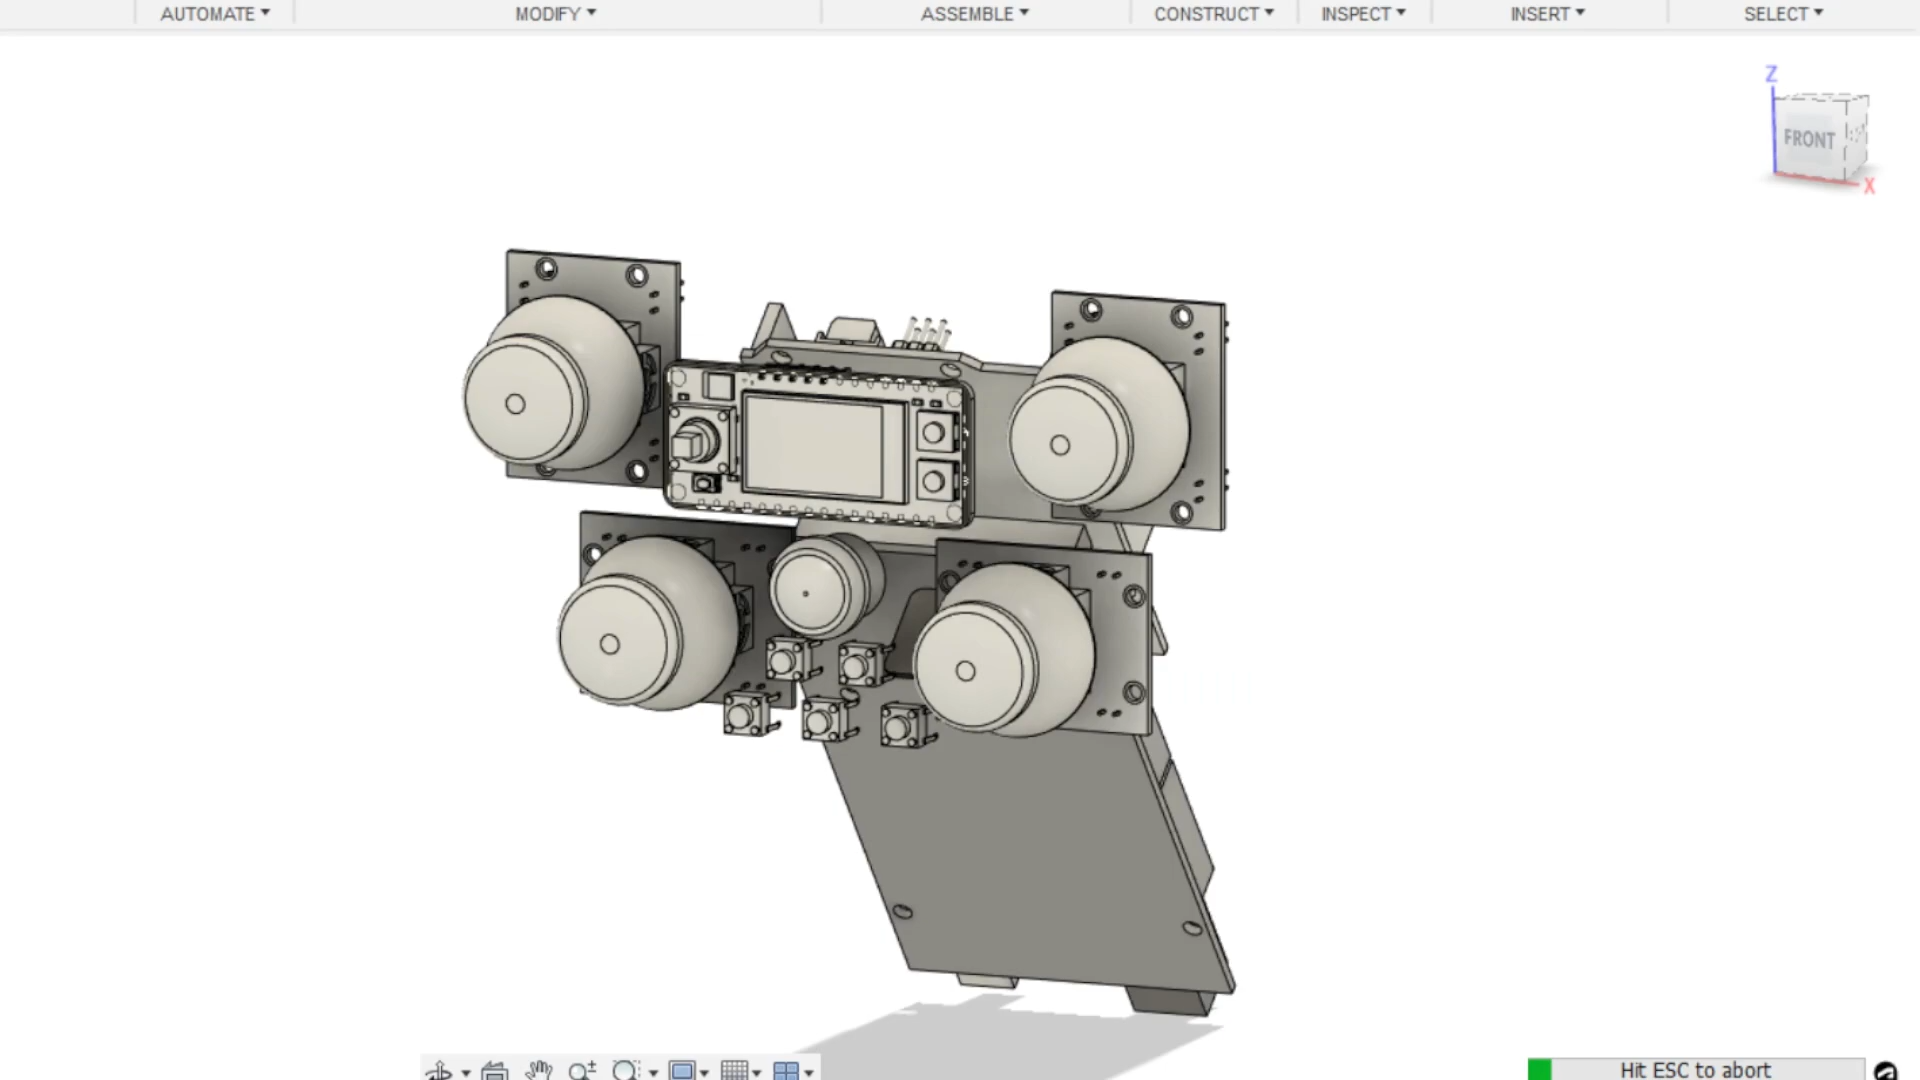 AUTOMATE MODIFY ASSEMBLE CONSTRUCT INSPECT INSERT SELECT
Z
FRONT
X
Hit ESC to abort